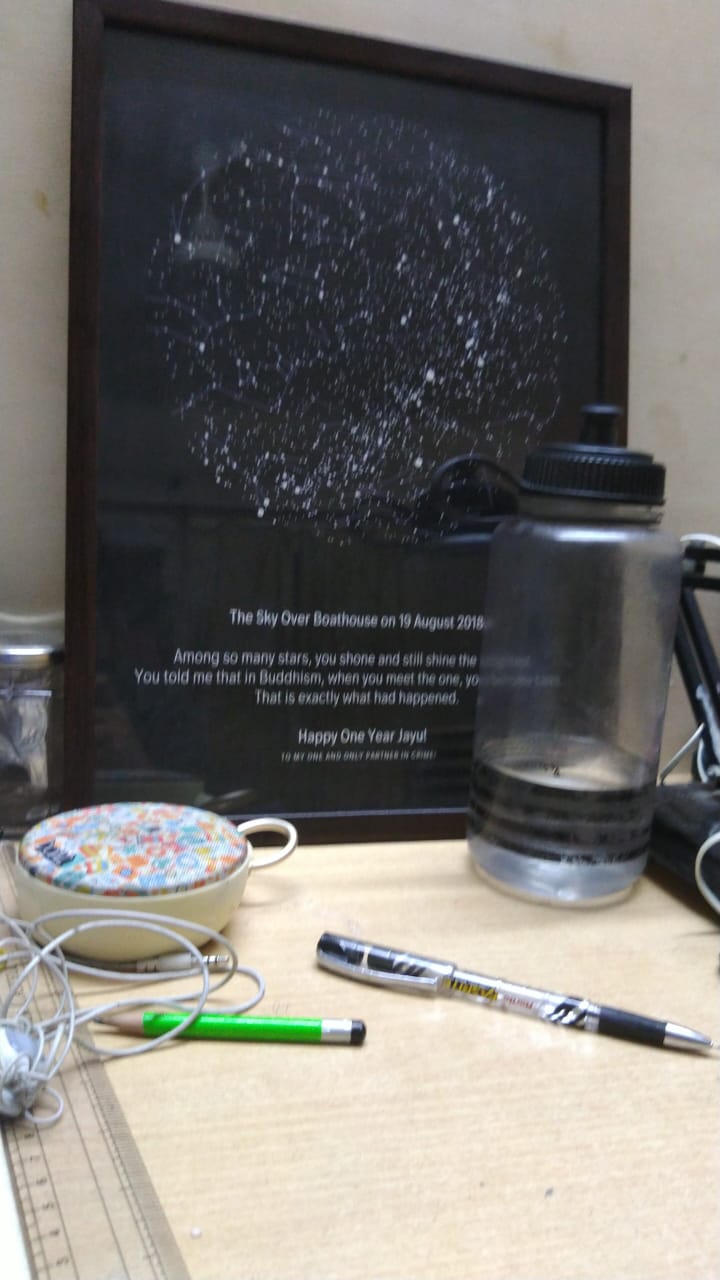 The Sky Over Boathouse on 19 August 2018
Among so many stars, you shone and still shine the
You told me that in Buddhism, when you meet the one,
That is exactly what had happened.
Happy One Year Jayu!
TO MY ONE AND ONLY PARTNER IN CRIME!